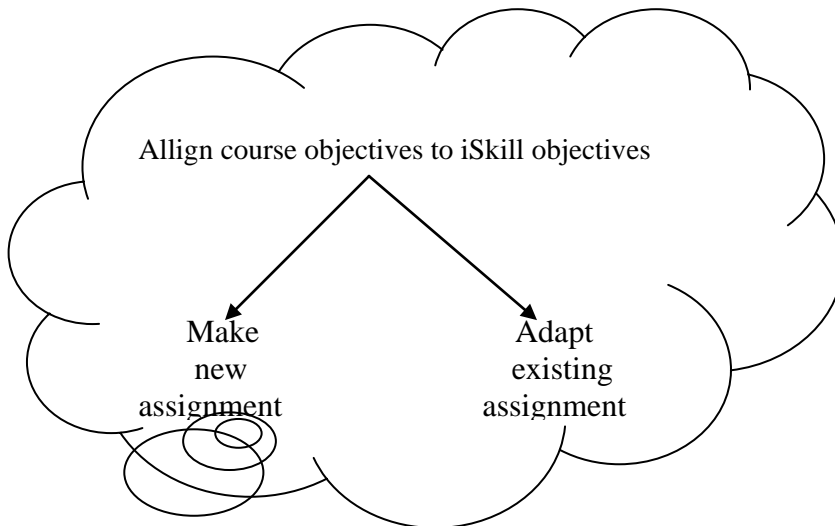 Allign course objectives to iSkill objectives
Make
new
assignment
Adapt
existing
assignment